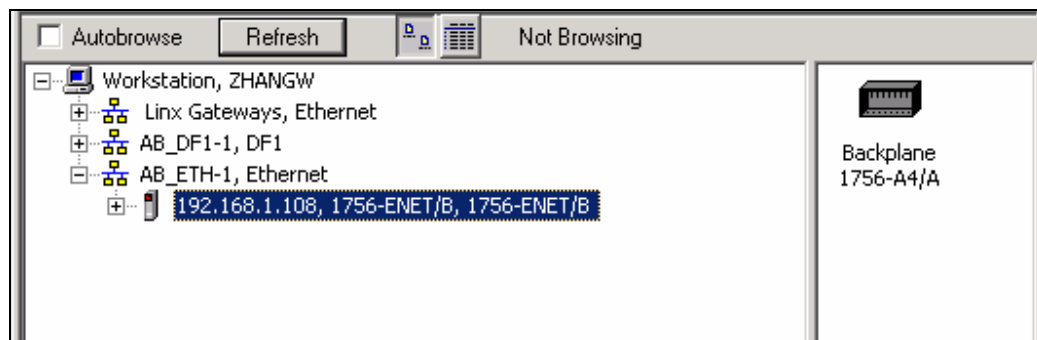 Autobrowse Refresh Not Browsing
Workstation, ZHANGW
Linx Gateways, Ethernet
AB_DF1-1, DF1
AB_ETH-1, Ethernet
192.168.1.108, 1756-ENET/B, 1756-ENET/B
Backplane
1756-A4/A